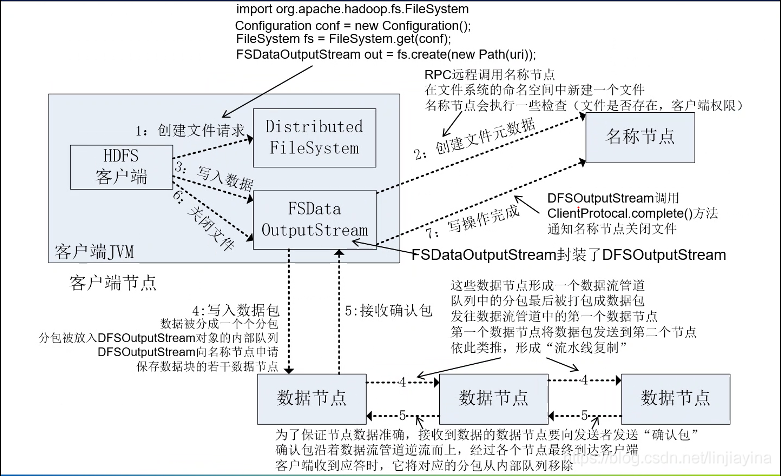 import org.apache.hadoop.fs.FileSystem
Configuration conf = new Configuration();
FileSystem fs = FileSystem.get(conf);
FSDataOutputStream out = fs.create(new Path(uri));
RPC远程调用名称节点
在文件系统的命名空间中新建一个文件
名称节点会执行一些检查（文件是否存在，客户端权限）
1：创建文件请求
Distributed
FileSystem
2：创建文件元数据
名称节点
HDFS
客户端
3：写入数据
6：关闭文件
FSData
OutputStream
7：写操作完成
DFSOutputStream调用
ClientProtocal.complete()方法
通知名称节点关闭文件
客户端JVM
FSDataOutputStream封装了DFSOutputStream
客户端节点
4:写入数据包
数据被分成一个个分包
分包被放入DFSOutputStream对象的内部队列
DFSOutputStream向名称节点申请
保存数据块的若干数据节点
5:接收确认包
这些数据节点形成一个数据流管道
队列中的分包最后被打包成数据包
发往数据流管道中的第一个数据节点
第一个数据节点将数据包发送到第二个节点
依此类推，形成“流水线复制”
数据节点
4
5
数据节点
4
5
数据节点
为了保证节点数据准确，接收到数据的数据节点要向发送者发送“确认包”
确认包沿着数据流管道逆流而上，经过各个节点最终到达客户端
客户端收到应答时，它将对应的分包从内部队列移除
https://blog.csdn.net/linjiayina